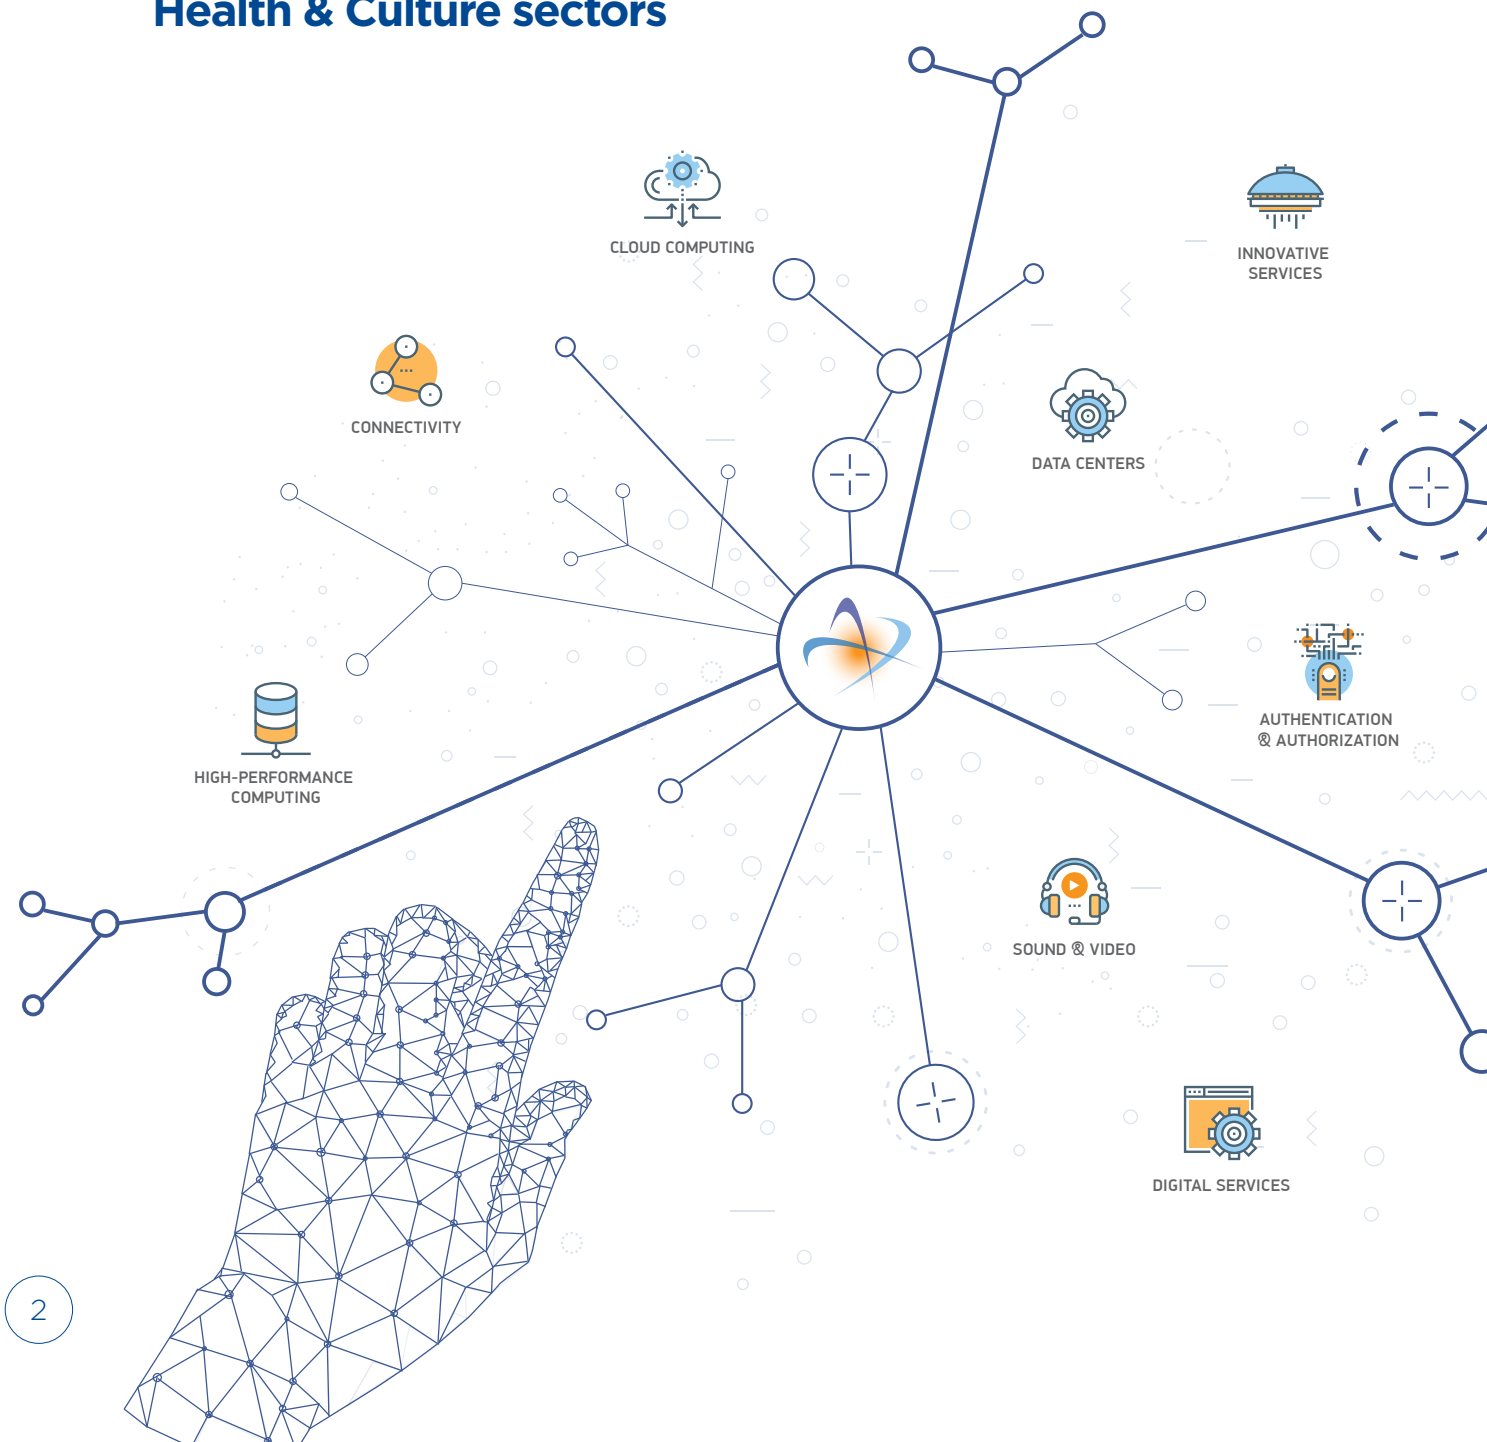 Health & Culture sectors
CLOUD COMPUTING
INNOVATIVE
SERVICES
CONNECTIVITY
DATA CENTERS
AUTHENTICATION
& AUTHORIZATION
HIGH-PERFORMANCE
COMPUTING
SOUND & VIDEO
DIGITAL SERVICES
2